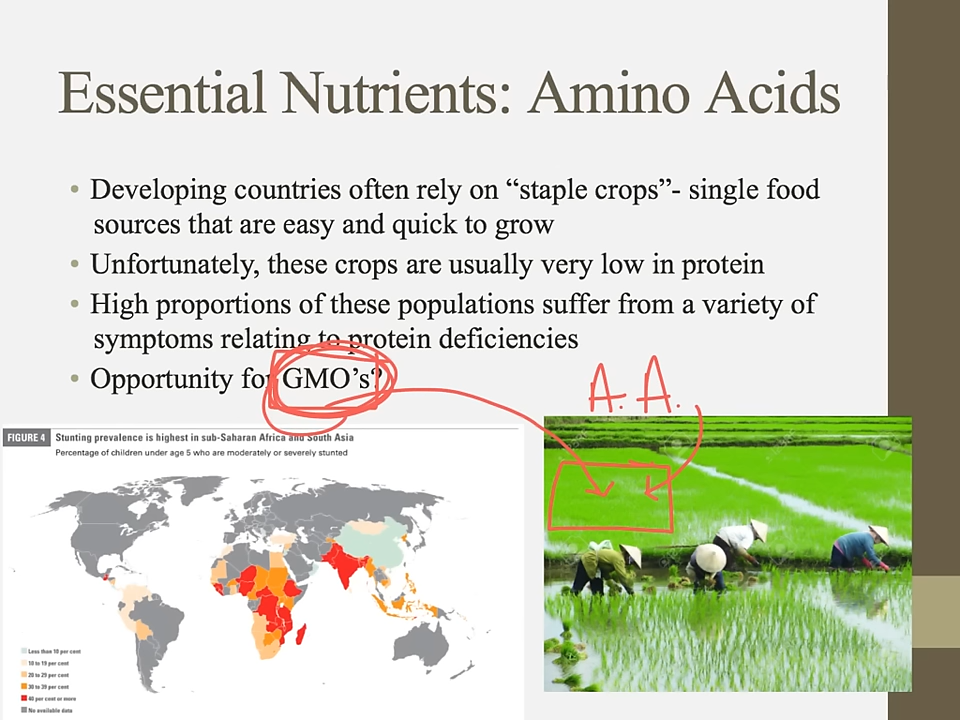 Essential Nutrients: Amino Acids
• Developing countries often rely on “staple crops”- single food
sources that are easy and quick to grow
• Unfortunately, these crops are usually very low in protein
• High proportions of these populations suffer from a variety of
symptoms relating to protein deficiencies
• Opportunity for GMO’s?
A.A.
FIGURE 4 Stunting prevalence is highest in sub-Saharan Africa and South Asia
Percentage of children under age 5 who are moderately or severely stunted
Less than 10 per cent
10 to 19 per cent
20 to 29 per cent
30 to 39 per cent
40 per cent or more
No available data